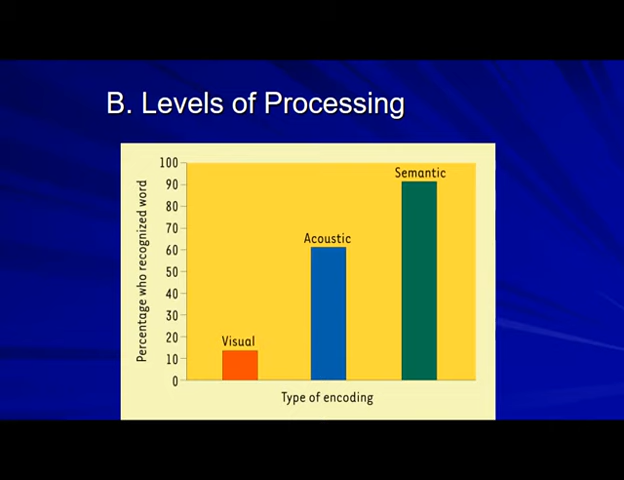 B. Levels of Processing
100
90
80
70
60
50
40
30
20
10
0
Percentage who recognized word
Visual
Acoustic
Semantic
Type of encoding